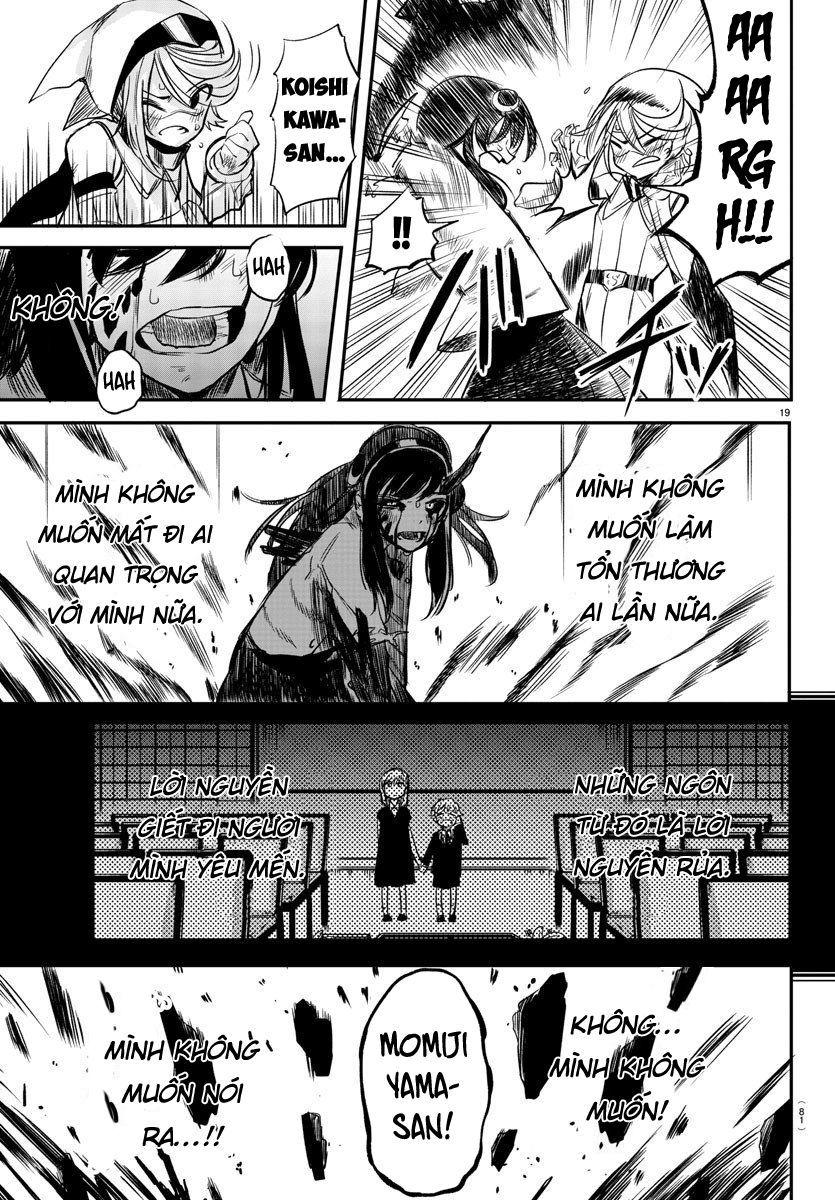 AA
AA
RG
H!!
!!
KOISHI
KAWA-
SAN...
HAH
KHÔNG!
HAH
19
MÌNH KHÔNG
MUỐN LÀM
TỔN THƯƠNG
AI LẦN NỮA.
MÌNH KHÔNG
MUỐN MẤT ĐI AI
QUAN TRỌNG
VỚI MÌNH NỮA.
NHỮNG NGÔN
TỪ ĐÓ LÀ LỜI
NGUYỀN RỦA.
LỜI NGUYỀN
GIẾT ĐI NGƯỜI
MÌNH YÊU MẾN.
KHÔNG...
MÌNH KHÔNG
MUỐN!
MOMIJI
YAMA-
SAN!
MÌNH KHÔNG
MUỐN NÓI
RA...!!
(81)